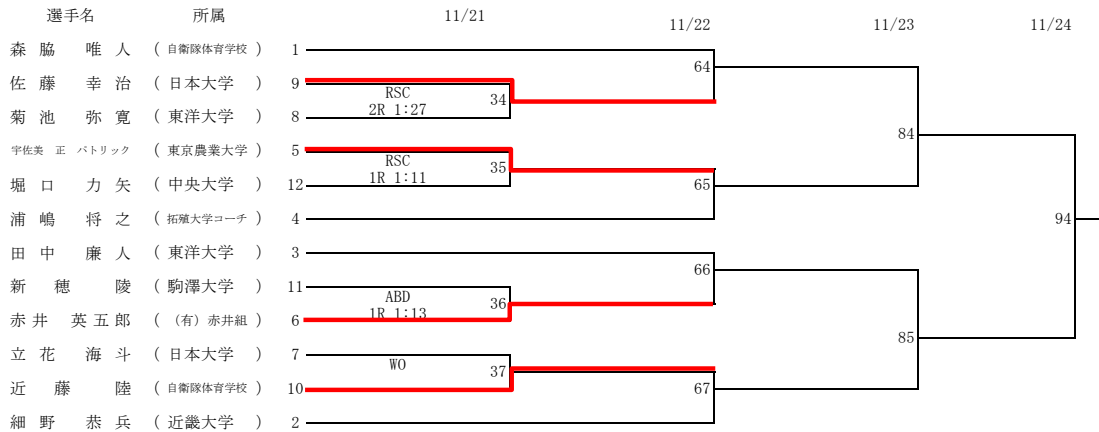 選手名 所属 11/21 11/22 11/23 11/24
森脇 唯人 ( 自衛隊体育学校 ) 1
64
佐藤 幸治 ( 日本大学 ) 9
RSC 34
2R 1:27
菊池 弥寛 ( 東洋大学 ) 8
84
宇佐美 正 パトリック ( 東京農業大学 ) 5
RSC 35
1R 1:11
堀口 力矢 ( 中央大学 ) 12
65
浦嶋 将之 ( 拓殖大学コーチ ) 4
94
田中 廉人 ( 東洋大学 ) 3
66
新穂 陵 ( 駒澤大学 ) 11
ABD 36
1R 1:13
赤井 英五郎 ( (有)赤井組 ) 6
85
立花 海斗 ( 日本大学 ) 7
WO 37
近藤 陸 ( 自衛隊体育学校 ) 10
67
細野 恭兵 ( 近畿大学 ) 2